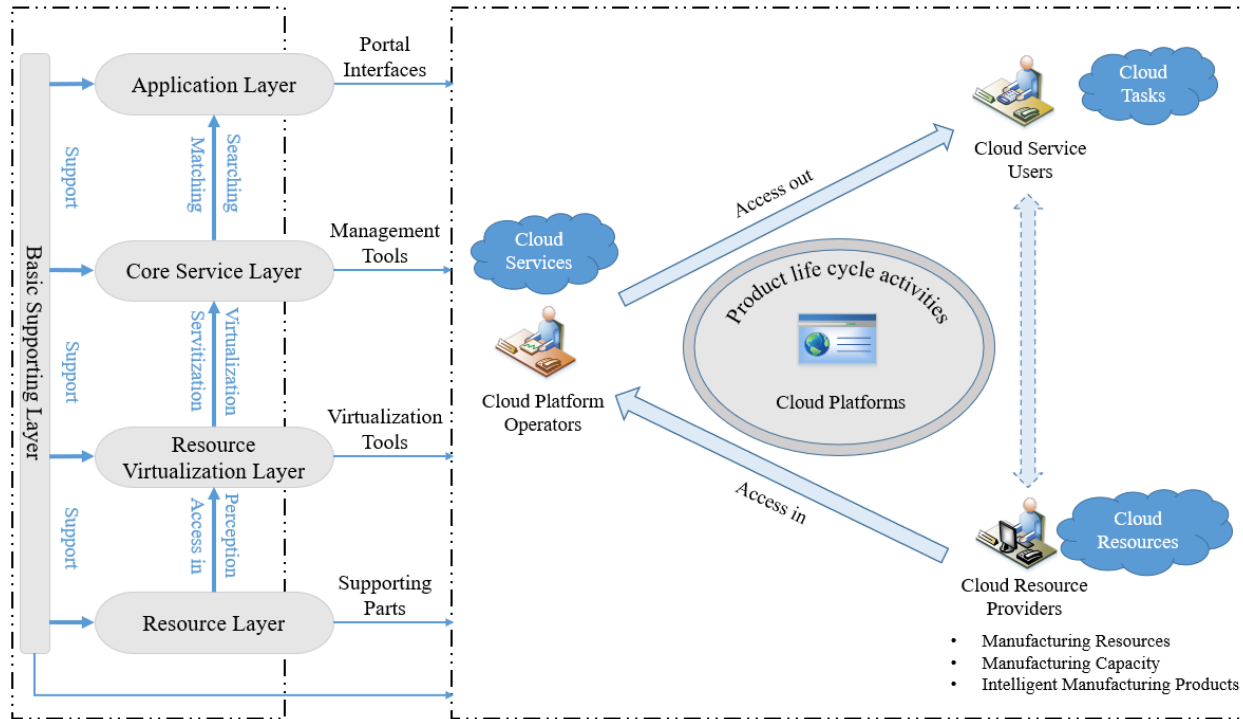 Basic Supporting Layer
Support
Support
Support
Application Layer
Searching
Matching
Core Service Layer
Virtualization
Servitization
Resource
Virtualization Layer
Perception
Access in
Resource Layer
Portal
Interfaces
Management
Tools
Virtualization
Tools
Supporting
Parts
Cloud
Services
Cloud Platform
Operators
Access out
Product life cycle activities
Cloud Platforms
Access in
Cloud
Tasks
Cloud Service
Users
Cloud
Resources
Cloud Resource
Providers
• Manufacturing Resources
• Manufacturing Capacity
• Intelligent Manufacturing Products